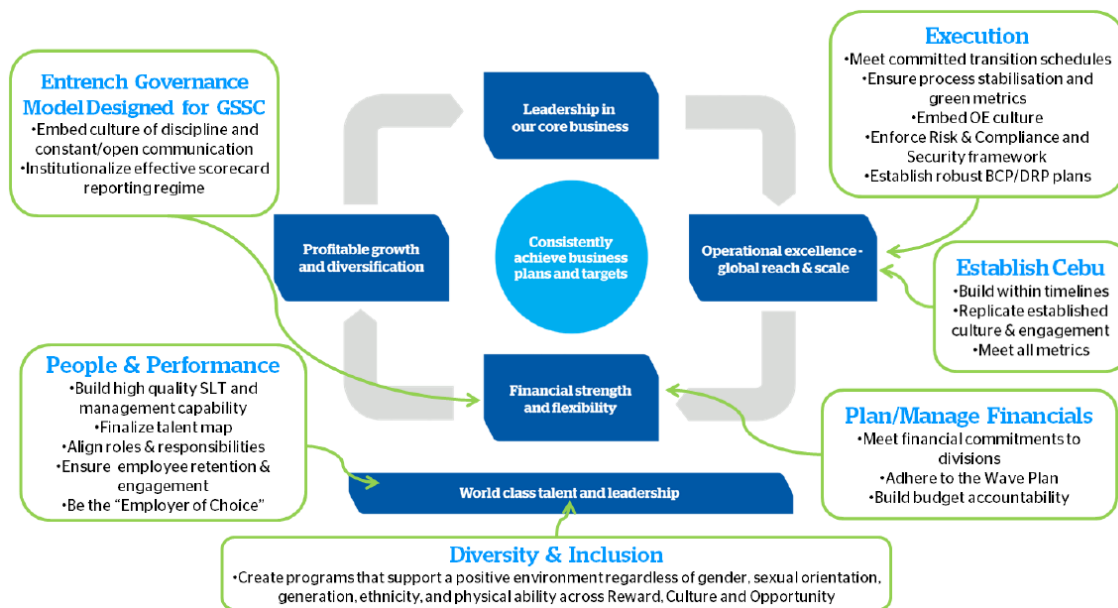 Entrench Governance
Model Designed for GSSC
•Embed culture of discipline and
constant/open communication
•Institutionalize effective scorecard
reporting regime
Leadership in
our core business
Execution
•Meet committed transition schedules
•Ensure process stabilisation and
green metrics
•Embed OE culture
•Enforce Risk & Compliance and
Security framework
•Establish robust BCP/DRP plans
Profitable growth
and diversification
Consistently
achieve business
plans and targets
Operational excellence-
global reach & scale
Establish Cebu
•Build within timelines
•Replicate established
culture & engagement
•Meet all metrics
People & Performance
•Build high quality SLT and
management capability
•Finalize talent map
•Align roles & responsibilities
•Ensure employee retention &
engagement
•Be the “Employer of Choice”
Financial strength
and flexibility
Plan/Manage Financials
•Meet financial commitments to
divisions
•Adhere to the Wave Plan
•Build budget accountability
World class talent and leadership
Diversity & Inclusion
•Create programs that support a positive environment regardless of gender, sexual orientation,
generation, ethnicity, and physical ability across Reward, Culture and Opportunity